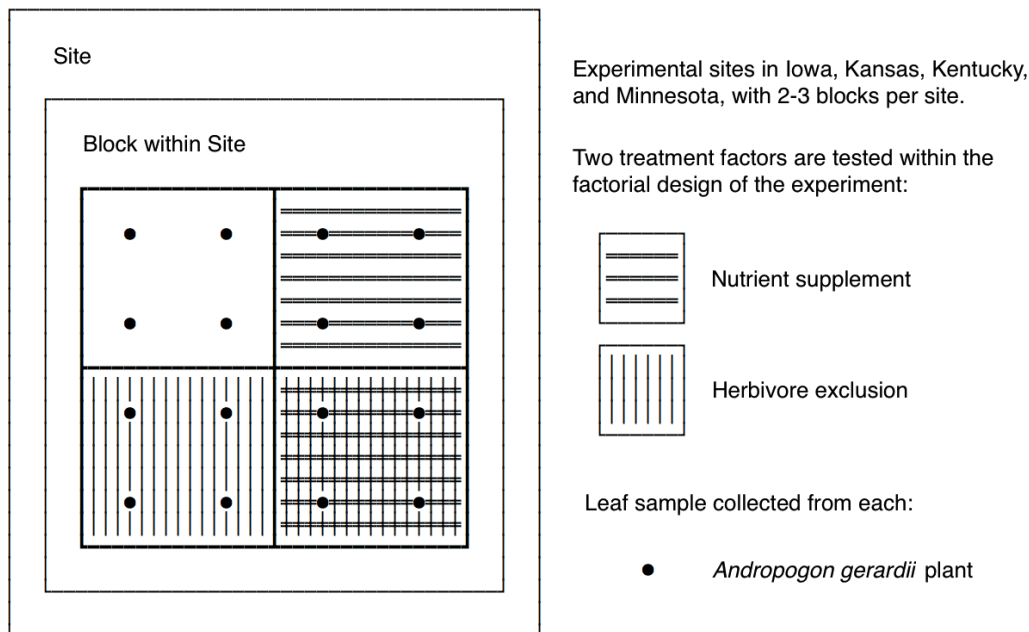 Site
Block within Site
Experimental sites in Iowa, Kansas, Kentucky,
and Minnesota, with 2-3 blocks per site.
Two treatment factors are tested within the
factorial design of the experiment:
Nutrient supplement
Herbivore exclusion
Leaf sample collected from each:
Andropogon gerardii plant